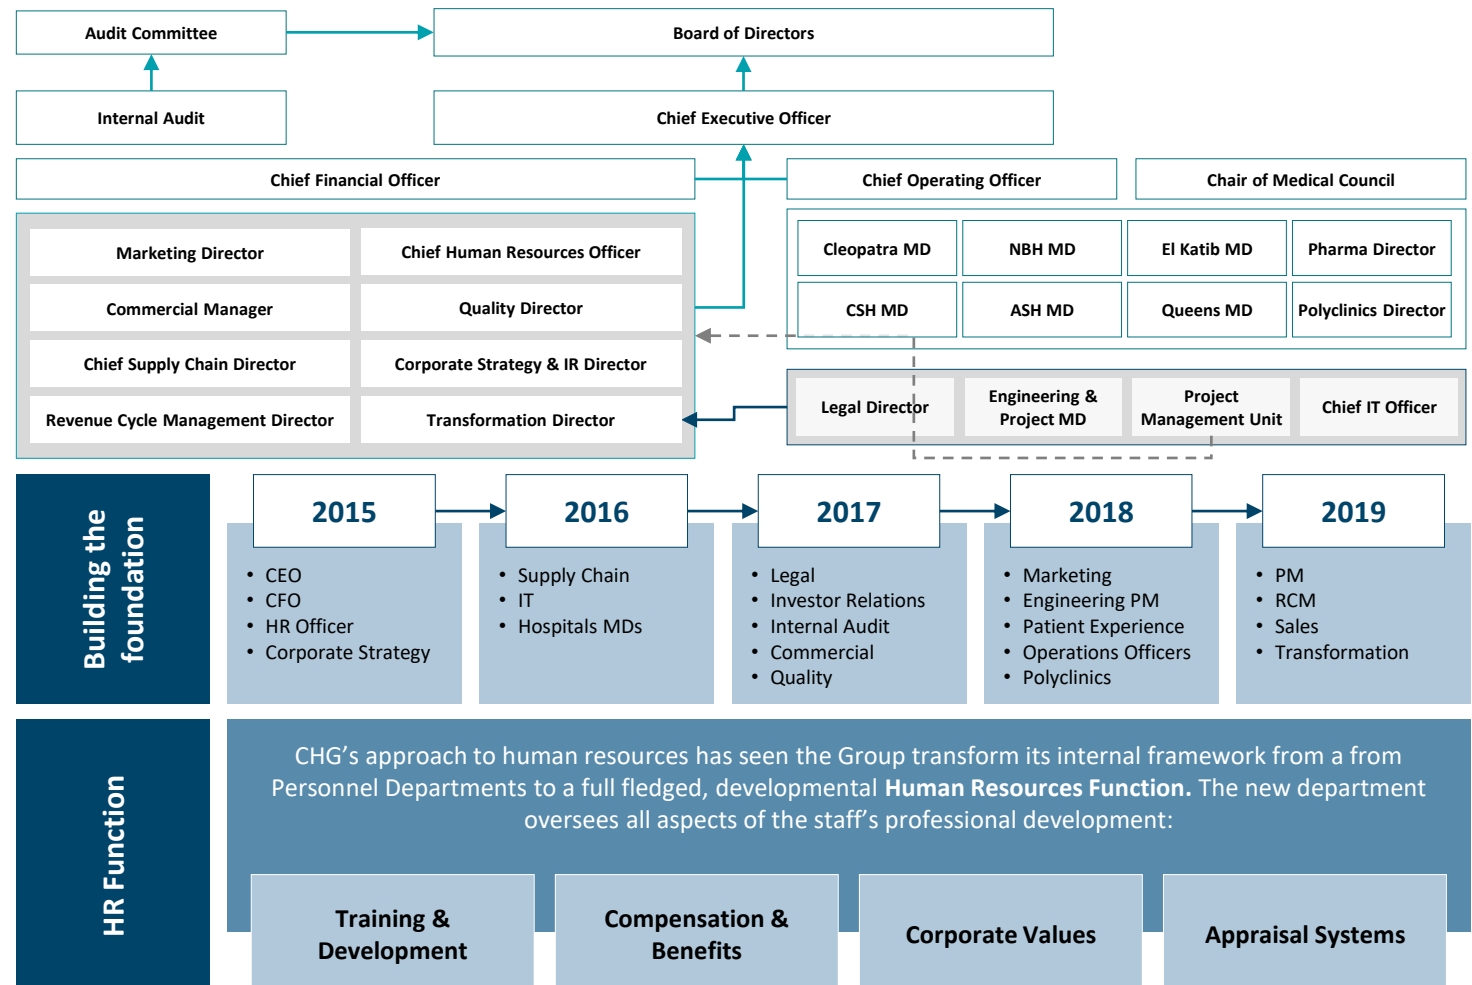 Audit Committee
Board of Directors
Internal Audit
Chief Executive Officer
Chief Financial Officer
Chief Operating Officer
Chair of Medical Council
Marketing Director
Chief Human Resources Officer
Commercial Manager
Quality Director
Chief Supply Chain Director
Corporate Strategy & IR Director
Revenue Cycle Management Director
Transformation Director
Cleopatra MD
NBH MD
El Katib MD
Pharma Director
CSH MD
ASH MD
Queens MD
Polyclinics Director
Legal Director
Engineering &
Project MD
Project
Management Unit
Chief IT Officer
Building the
foundation
2015
• CEO
• CFO
• HR Officer
• Corporate Strategy
2016
• Supply Chain
• IT
• Hospitals MDs
2017
• Legal
• Investor Relations
• Internal Audit
• Commercial
• Quality
2018
• Marketing
• Engineering PM
• Patient Experience
• Operations Officers
• Polyclinics
2019
• PM
• RCM
• Sales
• Transformation
HR Function
CHG's approach to human resources has seen the Group transform its internal framework from a from
Personnel Departments to a full fledged, developmental Human Resources Function. The new department
oversees all aspects of the staff's professional development:
Training &
Development
Compensation &
Benefits
Corporate Values
Appraisal Systems